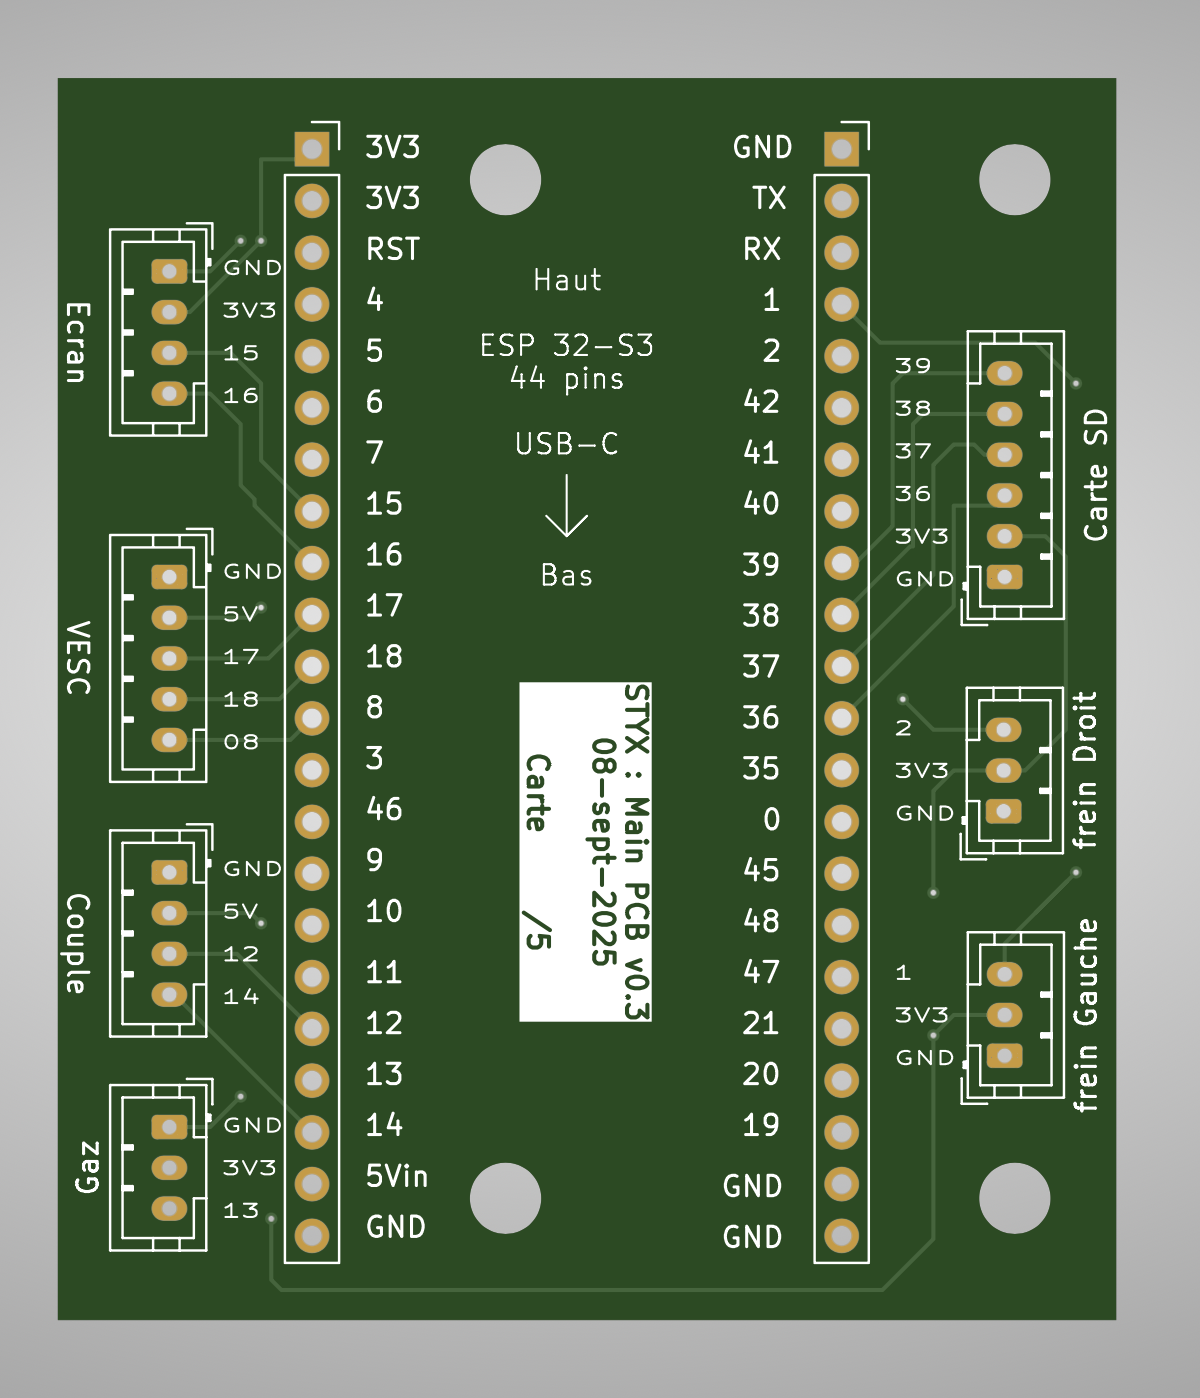 Ecran
GND
3V3
15
16
VESC
GND
5V
17
18
08
Couple
GND
5V
12
14
Gaz
GND
3V3
13
3V3
3V3
RST
4
5
6
7
15
16
17
18
8
3
46
9
10
11
12
13
14
5Vin
GND
Haut
ESP 32-S3
44 pins
USB-C
Bas
STYX : Main PCB v0.3
08-sept-2025
Carte /5
GND
TX
RX
1
2
42
41
40
39
38
37
36
35
0
45
48
47
21
20
19
GND
GND
39
38
37
36
3V3
GND
Carte SD
2
3V3
GND
frein Droit
1
3V3
GND
frein Gauche